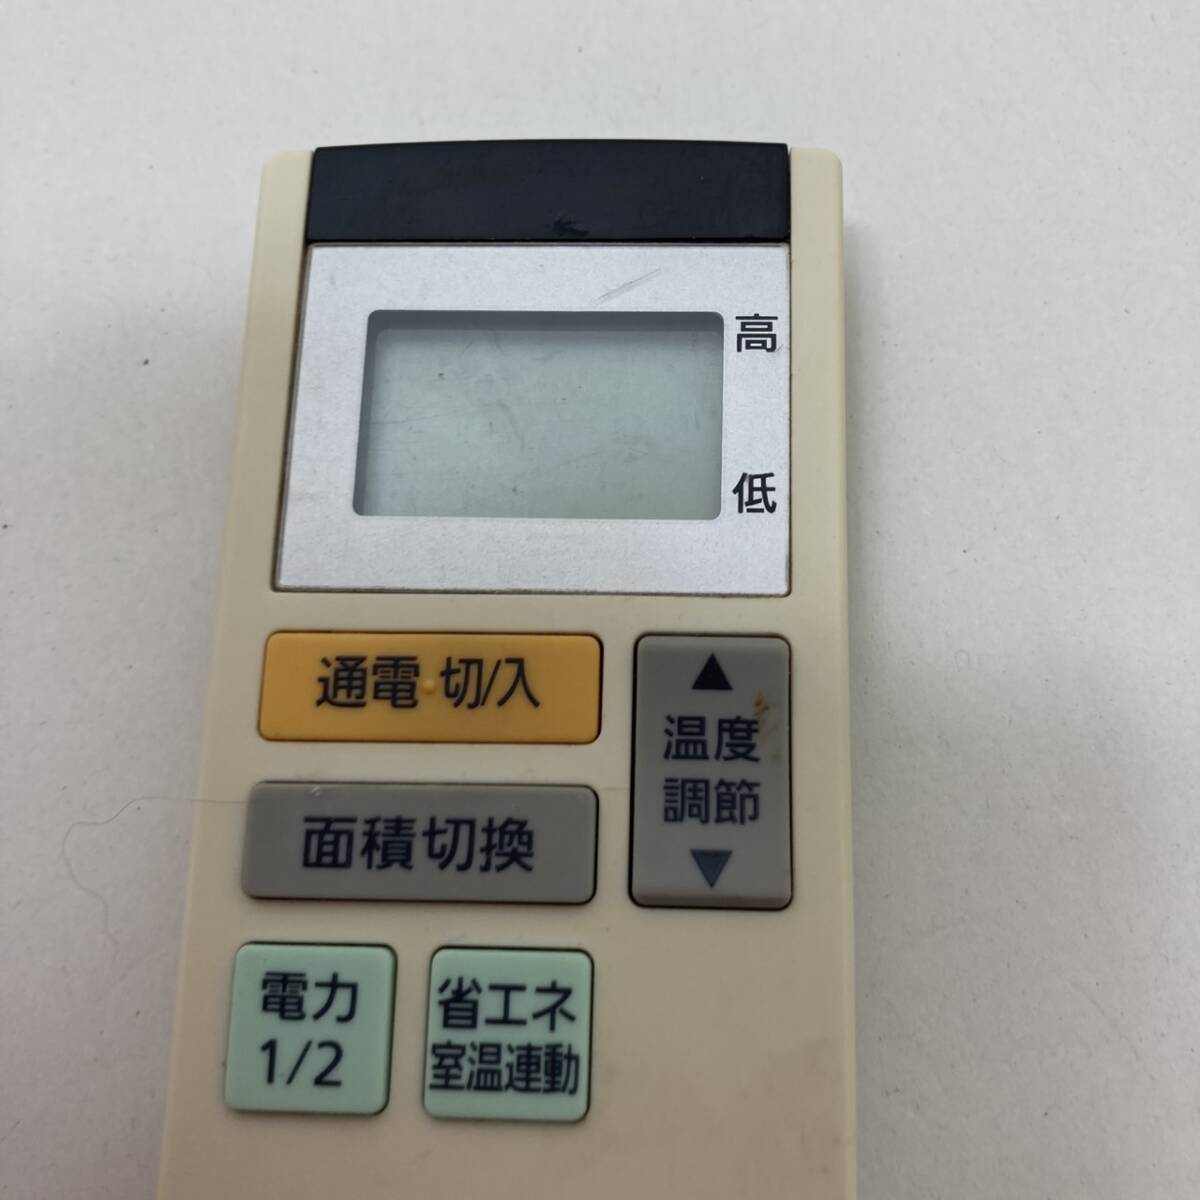 高
低
通電・切/入
▲
温度
調節
▼
面積切換
電力
1/2
省エネ
室温連動